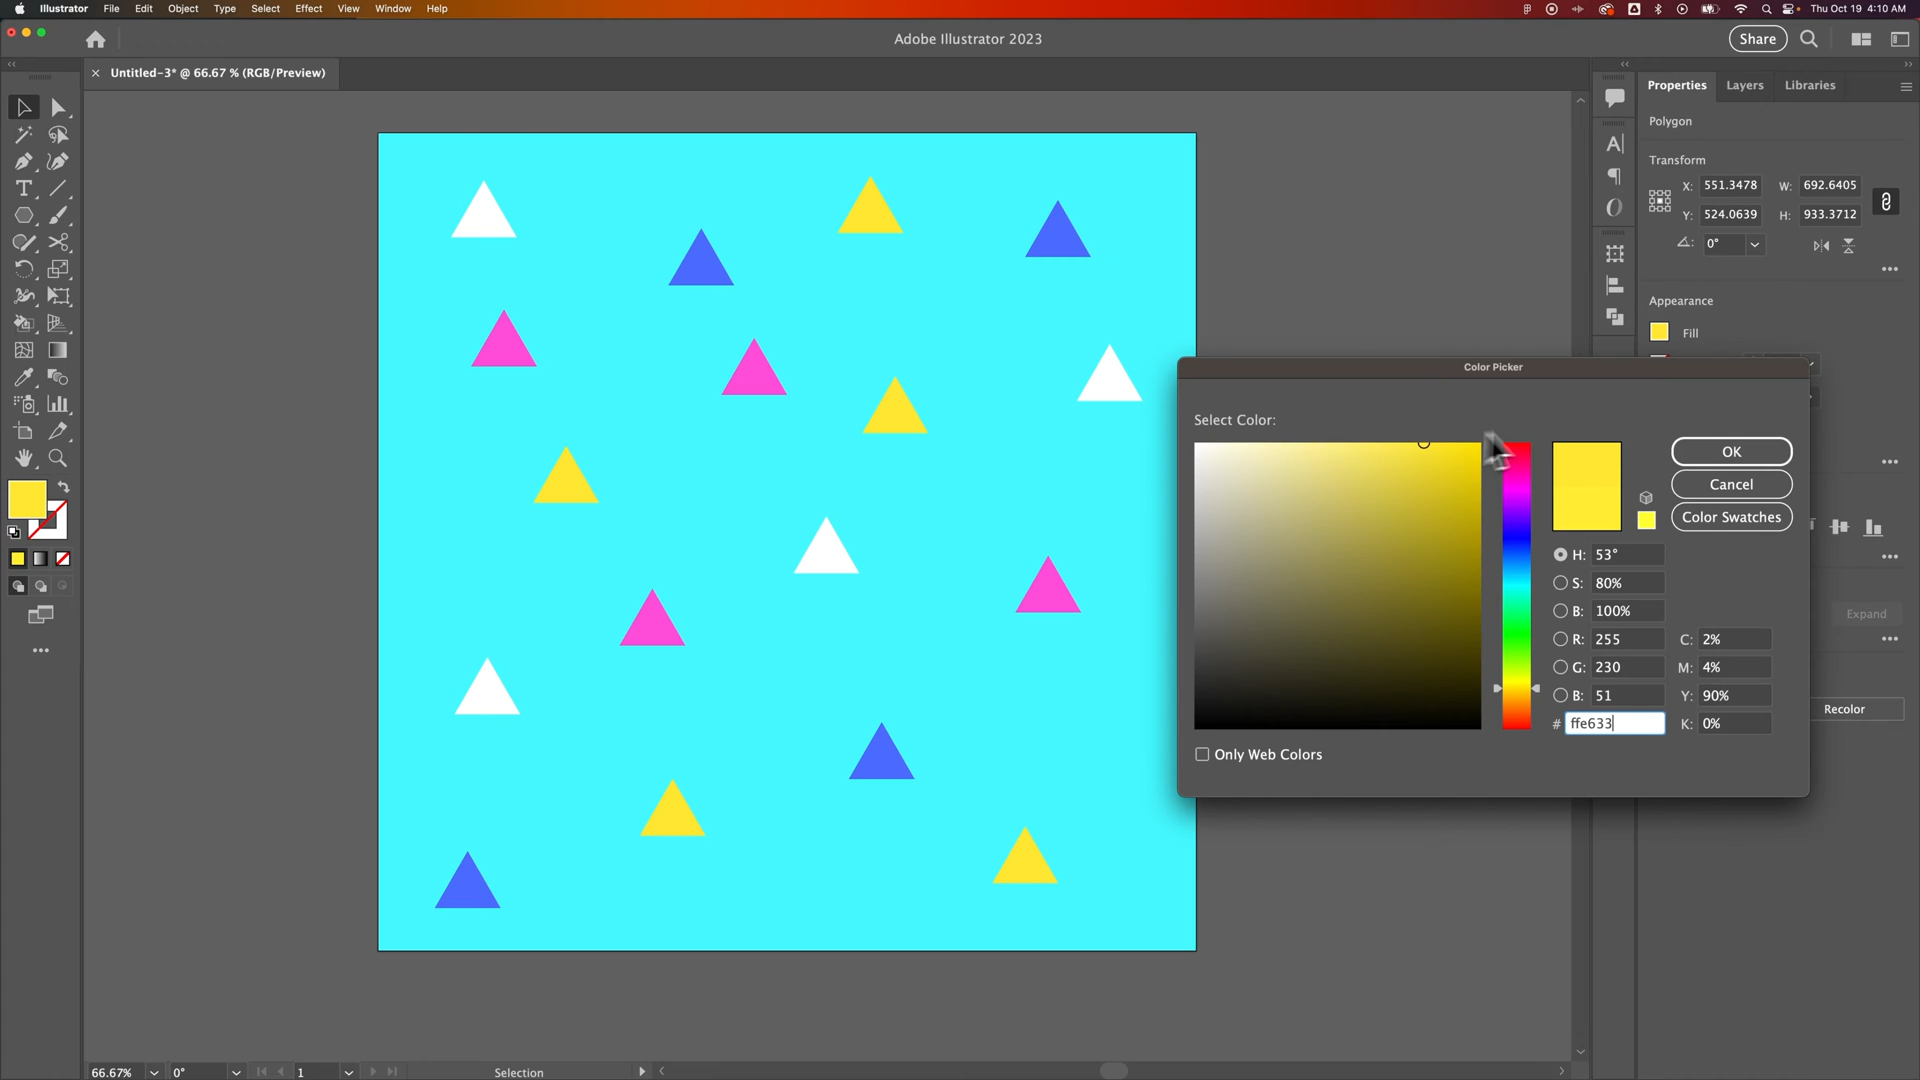 Illustrator File Edit Object Type Select Effect View Window Help
Thu Oct 19 4:10 AM
Adobe Illustrator 2023
Share
× Untitled-3* @ 66.67 % (RGB/Preview)
Properties Layers Libraries
Polygon
Transform
X: 551.3478 W: 692.6405
Y: 524.0639 H: 933.3712
0°
Appearance
Fill
Color Picker
Select Color:
OK
Cancel
Color Swatches
H: 53°
S: 80%
B: 100%
R: 255 C: 2%
G: 230 M: 4%
B: 51 Y: 90%
# ffe633 K: 0%
Only Web Colors
Expand
Recolor
66.67% 0° 1 Selection